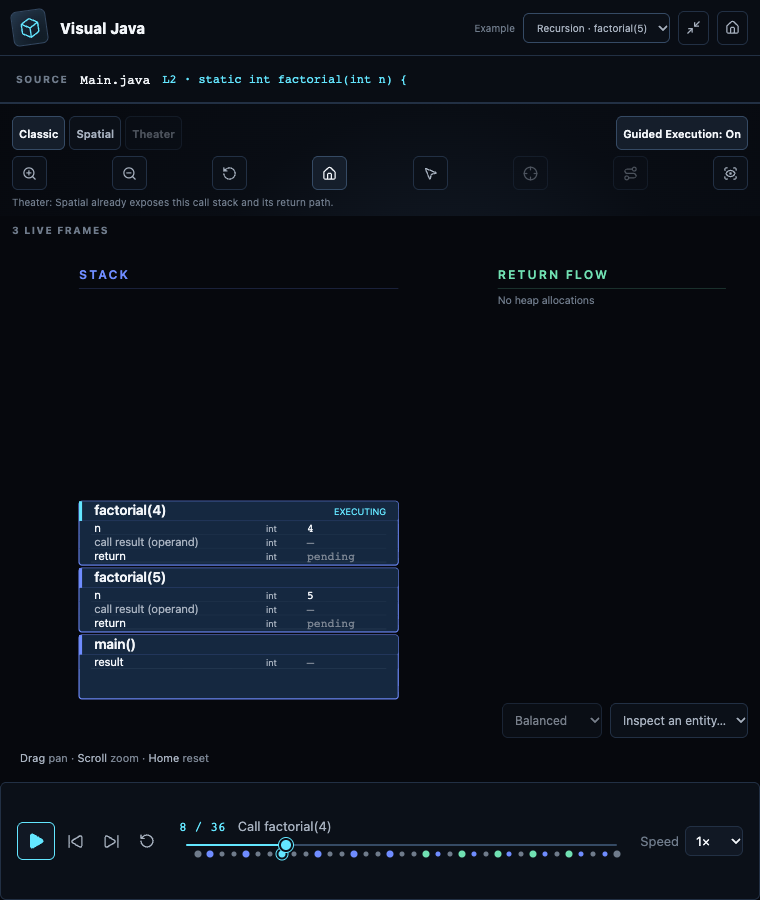 Visual Java
Example
Recursion · factorial(5)
SOURCE Main.java L2 · static int factorial(int n) {
Classic Spatial Theater
Guided Execution: On
Theater: Spatial already exposes this call stack and its return path.
3 LIVE FRAMES
STACK
RETURN FLOW
No heap allocations
factorial(4) EXECUTING
n int 4
call result (operand) int —
return int pending
factorial(5)
n int 5
call result (operand) int —
return int pending
main()
result int —
Balanced
Inspect an entity...
Drag pan · Scroll zoom · Home reset
8 / 36 Call factorial(4)
Speed 1×